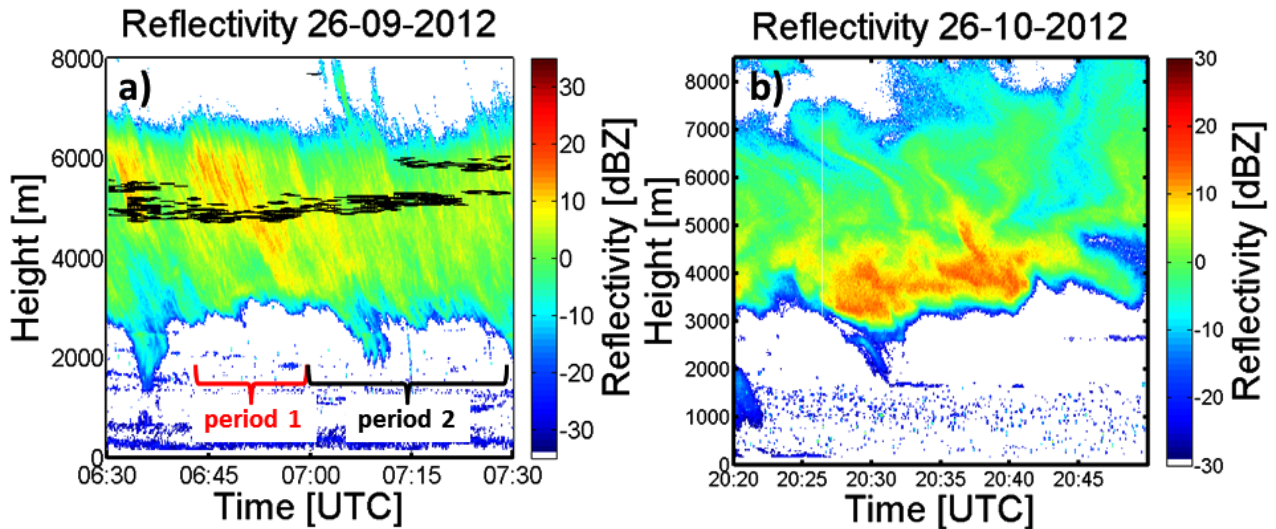 Reflectivity 26-09-2012
a)
8000
6000
4000
2000
0
Height [m]
period 1
period 2
06:30 06:45 07:00 07:15 07:30
Time [UTC]
30
20
10
0
-10
-20
-30
Reflectivity [dBZ]
Reflectivity 26-10-2012
b)
8000
7000
6000
5000
4000
3000
2000
1000
0
Height [m]
20:20 20:25 20:30 20:35 20:40 20:45
Time [UTC]
30
20
10
0
-10
-20
-30
Reflectivity [dBZ]